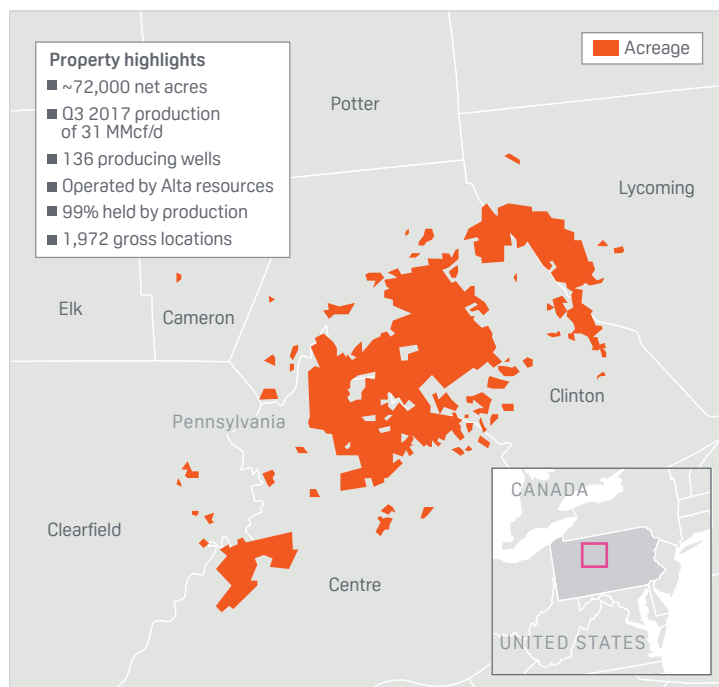 Property highlights
~72,000 net acres
Q3 2017 production
of 31 MMcf/d
136 producing wells
Operated by Alta resources
99% held by production
1,972 gross locations
Acreage
Potter
Lycoming
Elk
Cameron
Clinton
Pennsylvania
Clearfield
Centre
CANADA
UNITED STATES